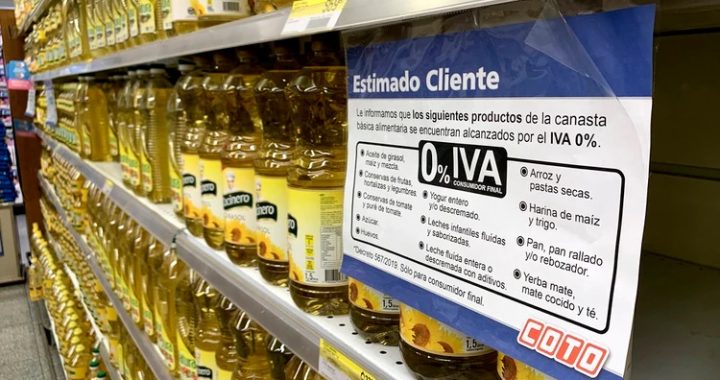 Estimado Cliente
Le informamos que los siguientes productos de la canasta
básica alimentaria se encuentran alcanzados por el IVA 0%.
0% IVA
CONSUMIDOR FINAL
• Aceite de girasol,
maíz y mezcla.
• Conservas de frutas,
hortalizas y legumbres.
• Conservas de tomate
y puré de tomate.
• Azúcar.
• Huevos.
• Yogur entero
y/o descremado.
• Leches infantiles fluidas
y saborizadas.
• Leche fluida entera o
descremada con aditivos.
• Arroz y
pastas secas.
• Harina de maíz
y trigo.
• Pan, pan rallado
y/o rebozador.
• Yerba mate,
mate cocido y té.
*Decreto 567/2019. Sólo para consumidor final.
COTO
cinero
GIRASOL
1,5